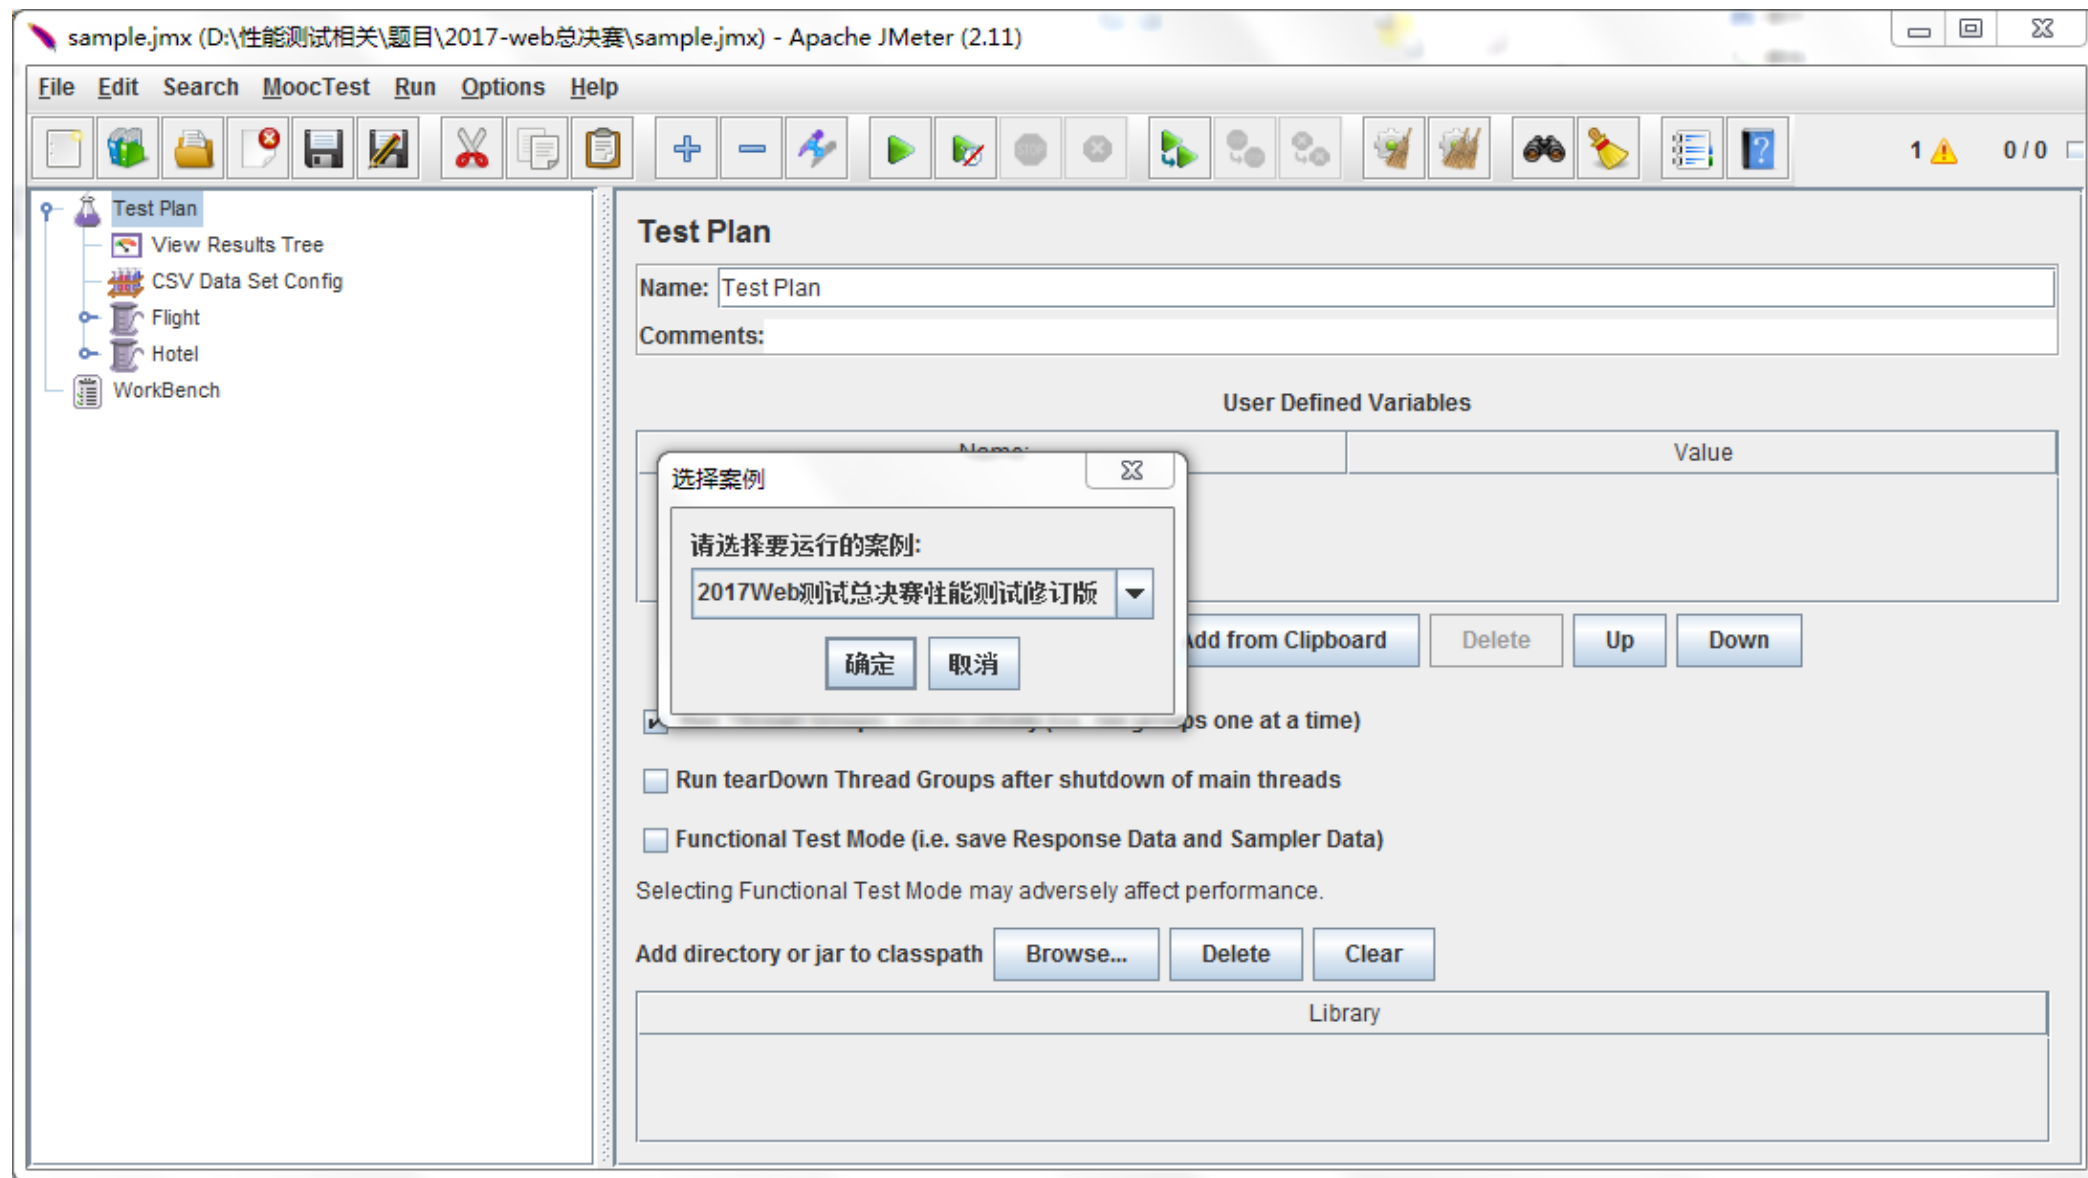 sample.jmx (D:\性能测试相关\题目\2017-web总决赛\sample.jmx) - Apache JMeter (2.11)
File Edit Search MoocTest Run Options Help
1 0 / 0
Test Plan
View Results Tree
CSV Data Set Config
Flight
Hotel
WorkBench
Test Plan
Name: Test Plan
Comments:
User Defined Variables
Name: Value
选择案例
请选择要运行的案例:
2017Web测试总决赛性能测试修订版
确定 取消
Add from Clipboard Delete Up Down
one at a time)
Run tearDown Thread Groups after shutdown of main threads
Functional Test Mode (i.e. save Response Data and Sampler Data)
Selecting Functional Test Mode may adversely affect performance.
Add directory or jar to classpath Browse... Delete Clear
Library